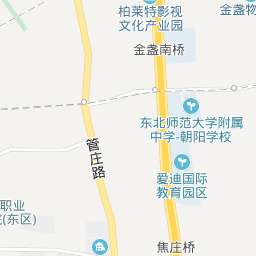 柏莱特影视
文化产业园
金盏南桥
金盏物
东北师范大学附属
中学-朝阳学校
管庄路
爱迪国际
教育园区
职业
(东区)
焦庄桥